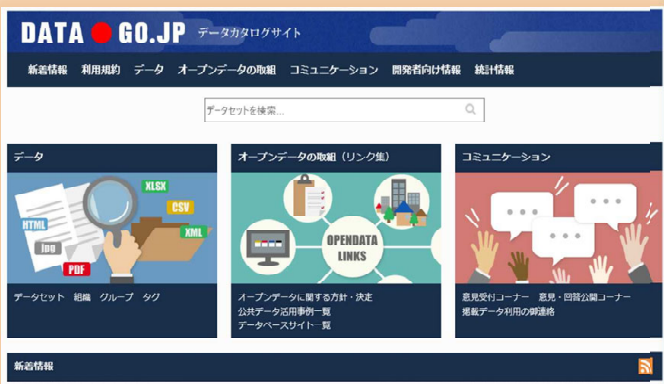 DATA GO.JP データカタログサイト
新着情報 利用規約 データ オープンデータの取組 コミュニケーション 開発者向け情報 統計情報
データセットを検索...
データ
オープンデータの取組（リンク集）
コミュニケーション
XLSX
CSV
XML
HTML
jpg
PDF
OPENDATA
LINKS
データセット 組織 グループ タグ
オープンデータに関する方針・決定
公共データ活用事例一覧
データベースサイト一覧
意見受付コーナー 意見・回答公開コーナー
掲載データ利用の御連絡
新着情報